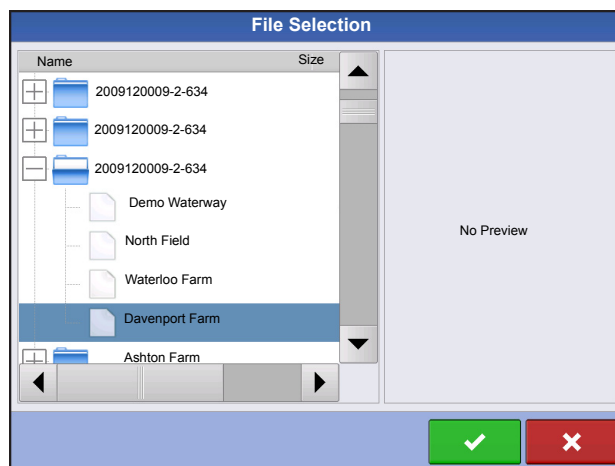 File Selection
Name Size
2009120009-2-634
2009120009-2-634
2009120009-2-634
Demo Waterway
North Field
Waterloo Farm
Davenport Farm
Ashton Farm
No Preview